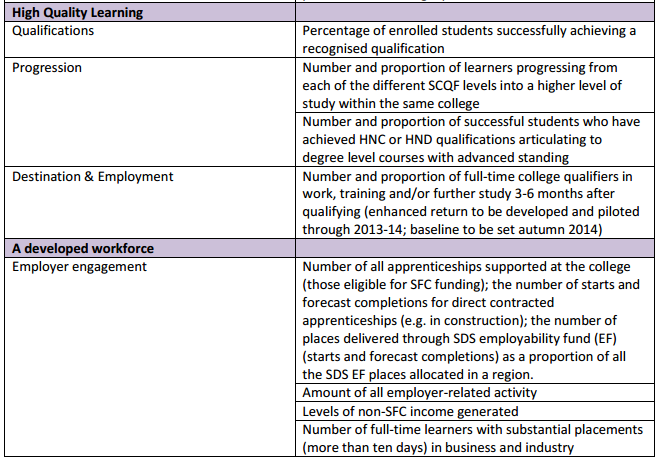 High Quality Learning
Qualifications
Percentage of enrolled students successfully achieving a
recognised qualification
Progression
Number and proportion of learners progressing from
each of the different SCQF levels into a higher level of
study within the same college
Number and proportion of successful students who have
achieved HNC or HND qualifications articulating to
degree level courses with advanced standing
Destination & Employment
Number and proportion of full-time college qualifiers in
work, training and/or further study 3-6 months after
qualifying (enhanced return to be developed and piloted
through 2013-14; baseline to be set autumn 2014)
A developed workforce
Employer engagement
Number of all apprenticeships supported at the college
(those eligible for SFC funding); the number of starts and
forecast completions for direct contracted
apprenticeships (e.g. in construction); the number of
places delivered through SDS employability fund (EF)
(starts and forecast completions) as a proportion of all
the SDS EF places allocated in a region.
Amount of all employer-related activity
Levels of non-SFC income generated
Number of full-time learners with substantial placements
(more than ten days) in business and industry